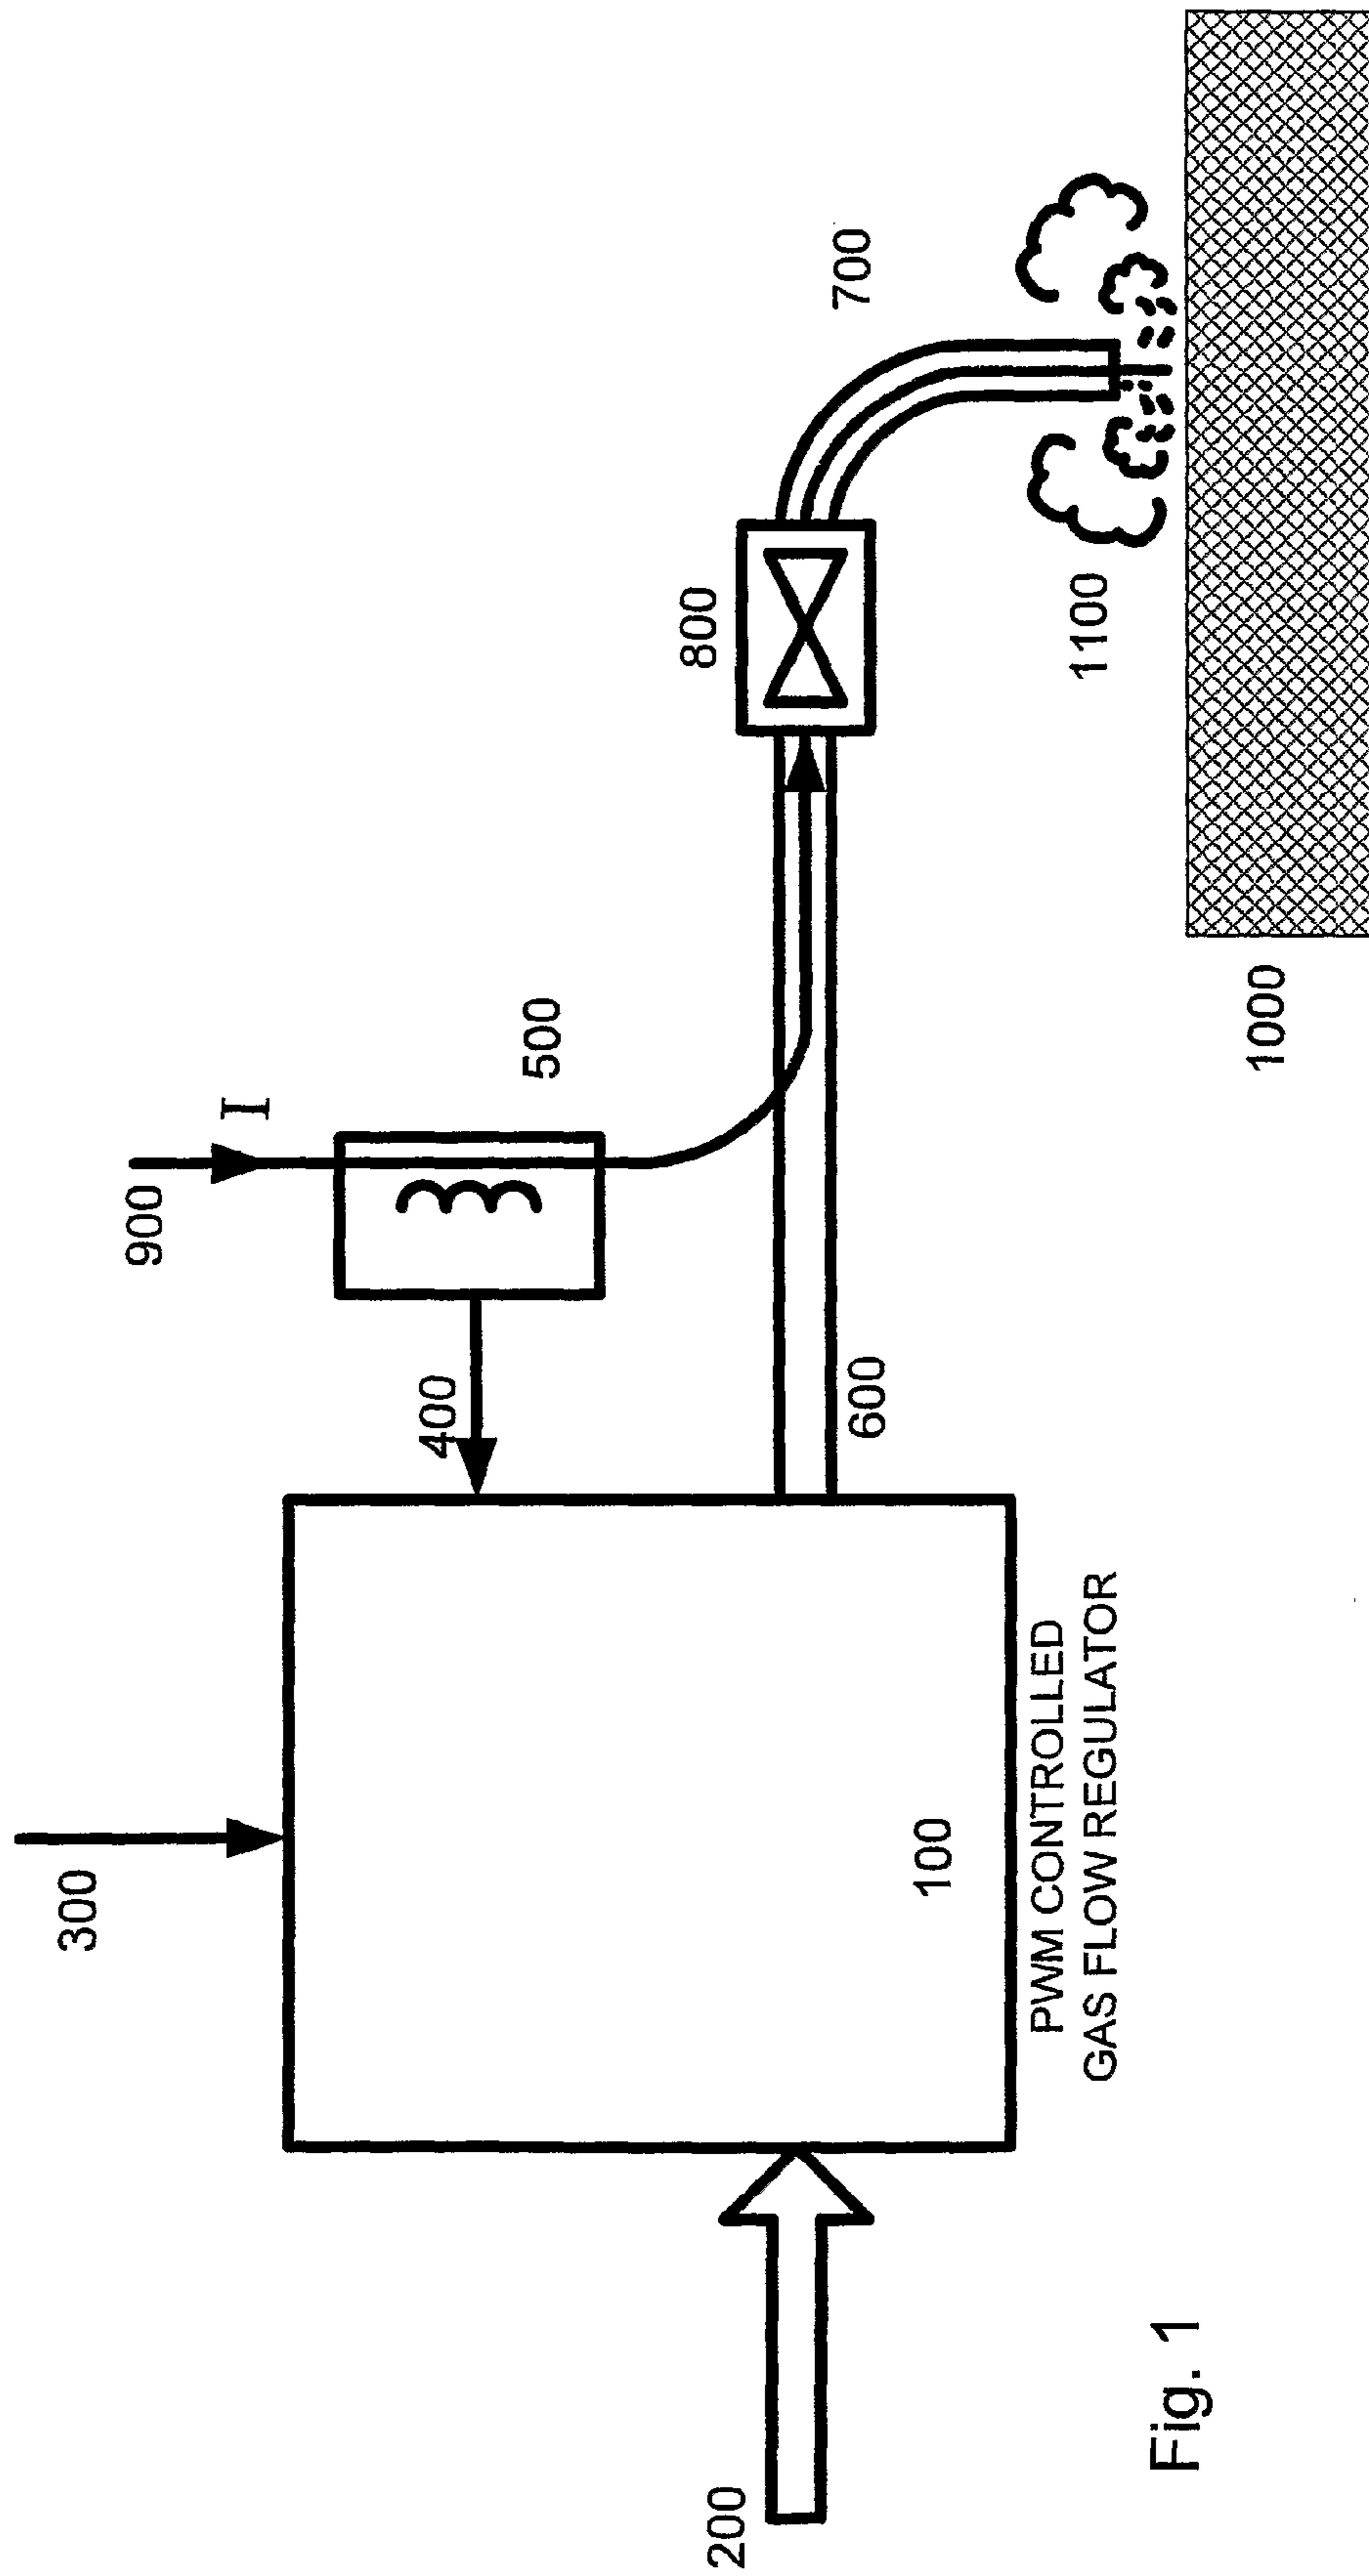 300
900
I
400
500
200
600
800
700
100
1100
PWM CONTROLLED
GAS FLOW REGULATOR
1000
Fig. 1